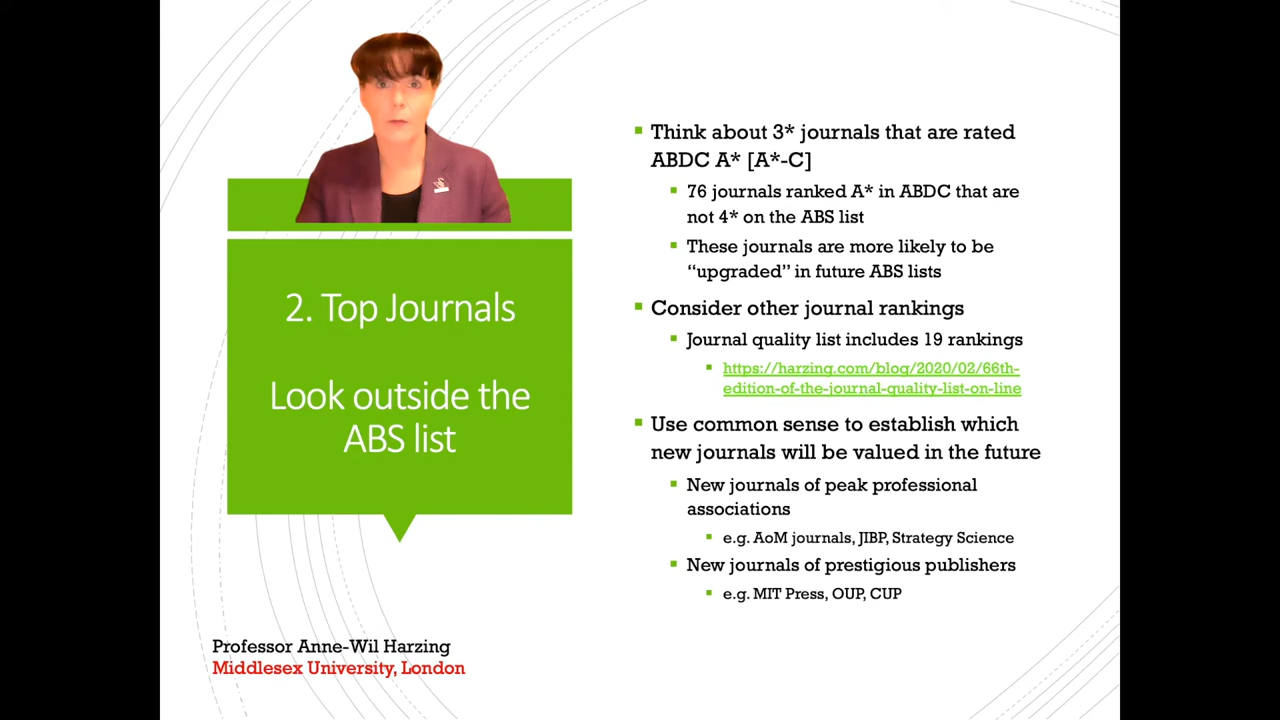 2. Top Journals
Look outside the
ABS list
Think about 3* journals that are rated
ABDC A* [A*-C]
76 journals ranked A* in ABDC that are
not 4* on the ABS list
These journals are more likely to be
“upgraded” in future ABS lists
Consider other journal rankings
Journal quality list includes 19 rankings
https://harzing.com/blog/2020/02/66th-
edition-of-the-journal-quality-list-on-line
Use common sense to establish which
new journals will be valued in the future
New journals of peak professional
associations
e.g. AoM journals, JIBP, Strategy Science
New journals of prestigious publishers
e.g. MIT Press, OUP, CUP
Professor Anne-Wil Harzing
Middlesex University, London